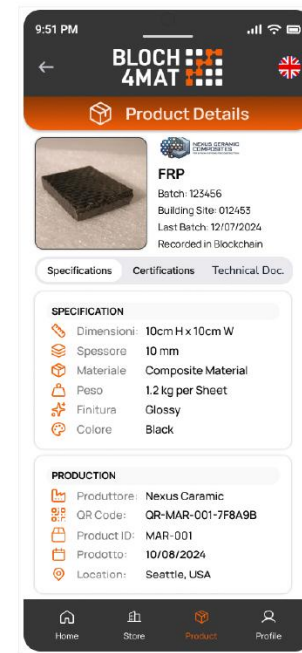 9:51 PM
BLOCH
4MAT
Product Details
NEXUS CERAMIC
COMPOSITES
FRP
Batch: 123456
Building Site: 012453
Last Batch: 12/07/2024
Recorded in Blockchain
Specifications Certifications Technical Doc.
SPECIFICATION
Dimensioni: 10cm H x 10cm W
Spessore 10 mm
Materiale Composite Material
Peso 1.2 kg per Sheet
Finitura Glossy
Colore Black
PRODUCTION
Produttore: Nexus Caramic
QR Code: QR-MAR-001-7F8A9B
Product ID: MAR-001
Prodotto: 10/08/2024
Location: Seattle, USA
Home Store Product Profile